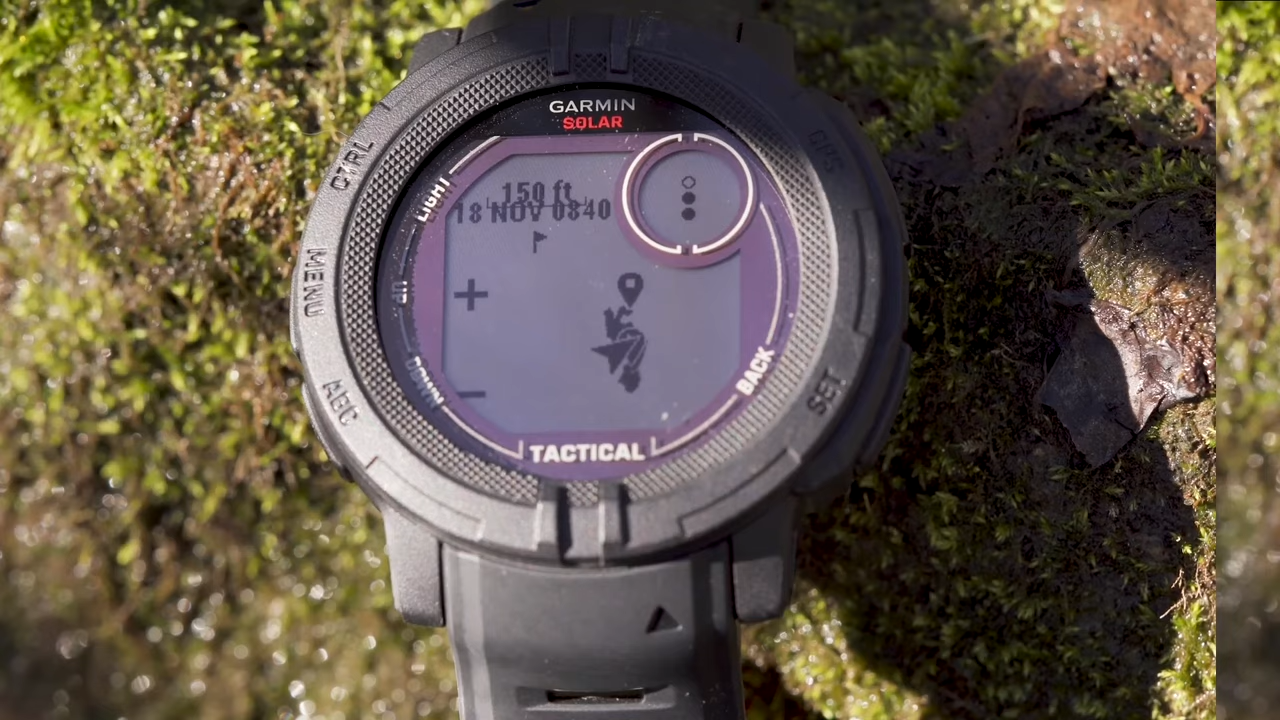 GARMIN
SOLAR
GPS
CTRL
LIGHT
150 ft
18 NOV 0840
MENU
UP
+
−
DOWN
ABC
BACK
SET
TACTICAL